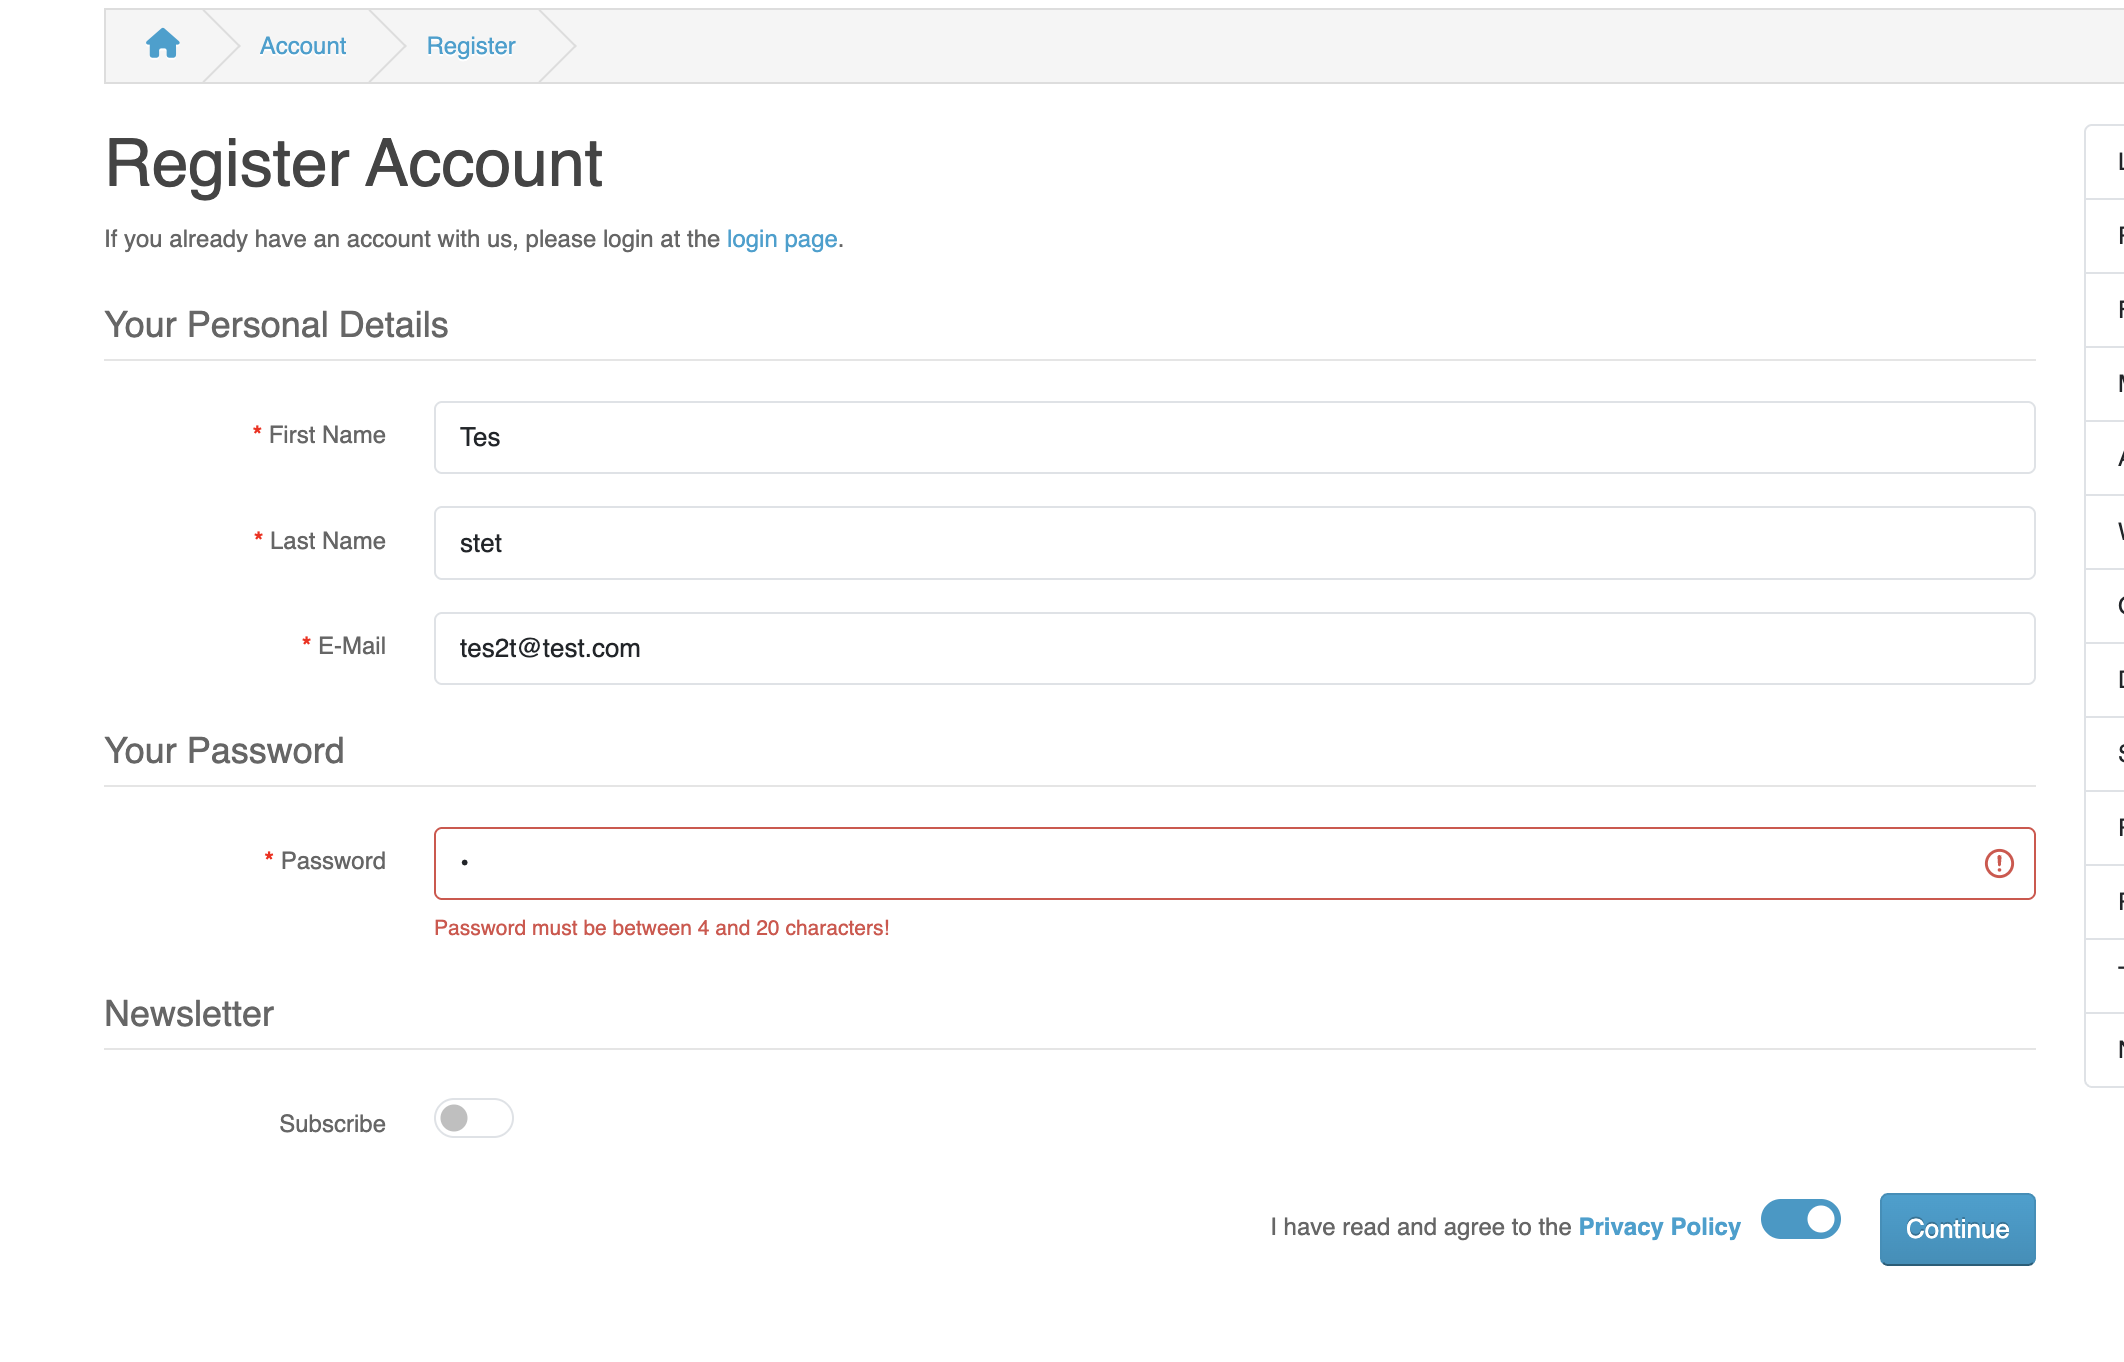 Account
Register
Register Account
If you already have an account with us, please login at the login page.
Your Personal Details
* First Name
Tes
* Last Name
stet
* E-Mail
tes2t@test.com
Your Password
* Password
•
Password must be between 4 and 20 characters!
Newsletter
Subscribe
I have read and agree to the Privacy Policy
Continue